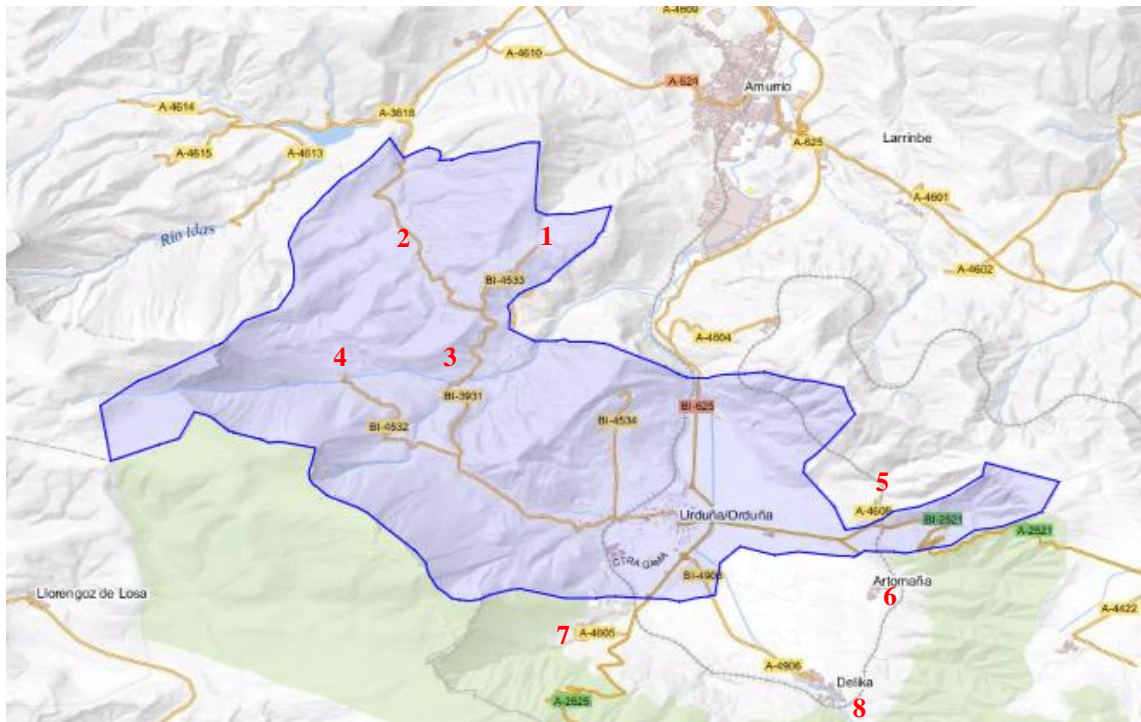 A-4609
A-4610
A-624
Amurrio
A-4614
A-3618
A-4615
A-4613
A-625
Larrinbe
A-4601
Río Idas
2
1
A-4602
BI-4533
A-4604
4
3
BI-3931
BI-625
BI-4532
BI-4534
5
A-4606
Urduña/Orduña
BI-2521
A-2521
CTRA.GAMA
BI-4906
Artomaña
Llorengoz de Losa
6
A-4422
7
A-4605
A-4906
Delika
A-2625
8